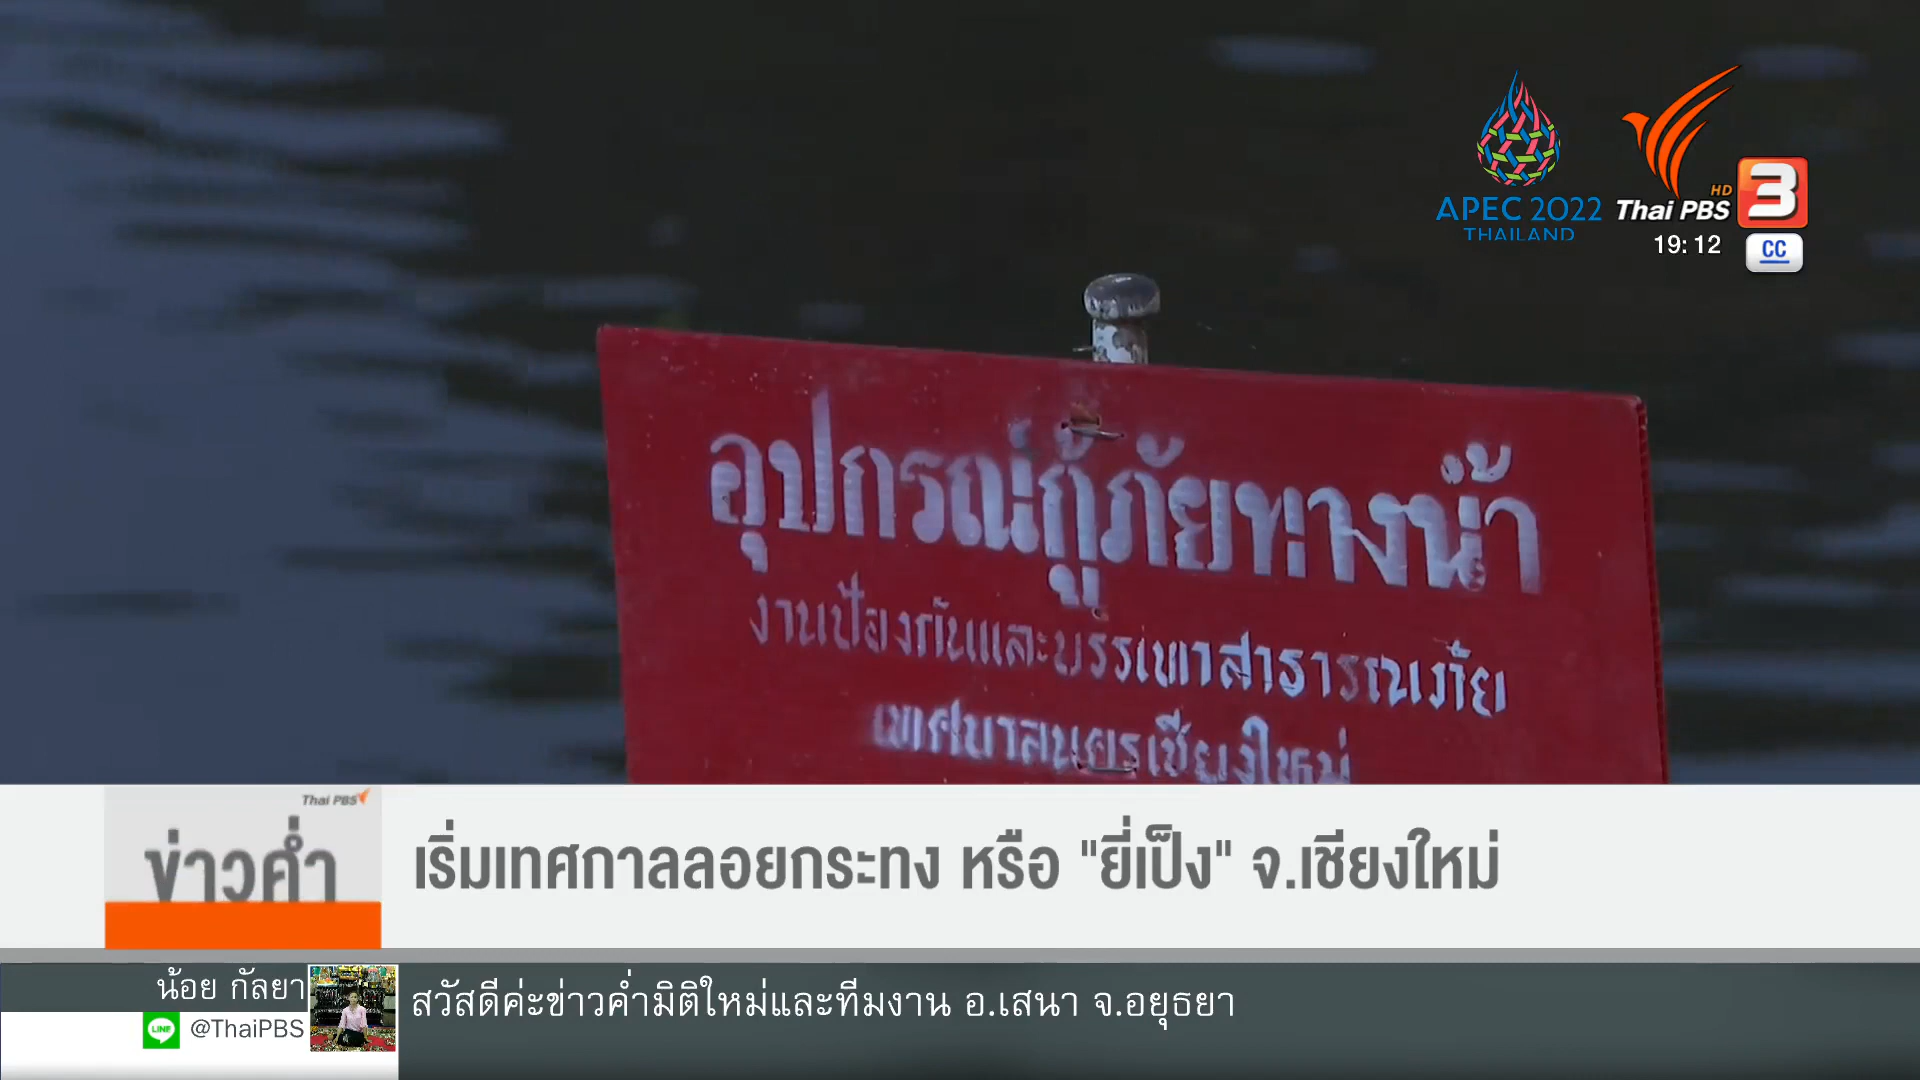 APEC 2022
THAILAND
Thai PBS
HD
3
19:12
CC
อุปกรณ์กู้ภัยทางน้ำ
งานป้องกันและบรรเทาสาธารณภัย
เทศบาลนครเชียงใหม่
Thai PBS
ข่าวค่ำ
เริ่มเทศกาลลอยกระทง หรือ "ยี่เป็ง" จ.เชียงใหม่
น้อย กัลยา
LINE
@ThaiPBS
สวัสดีค่ะข่าวค่ำมิติใหม่และทีมงาน อ.เสนา จ.อยุธยา